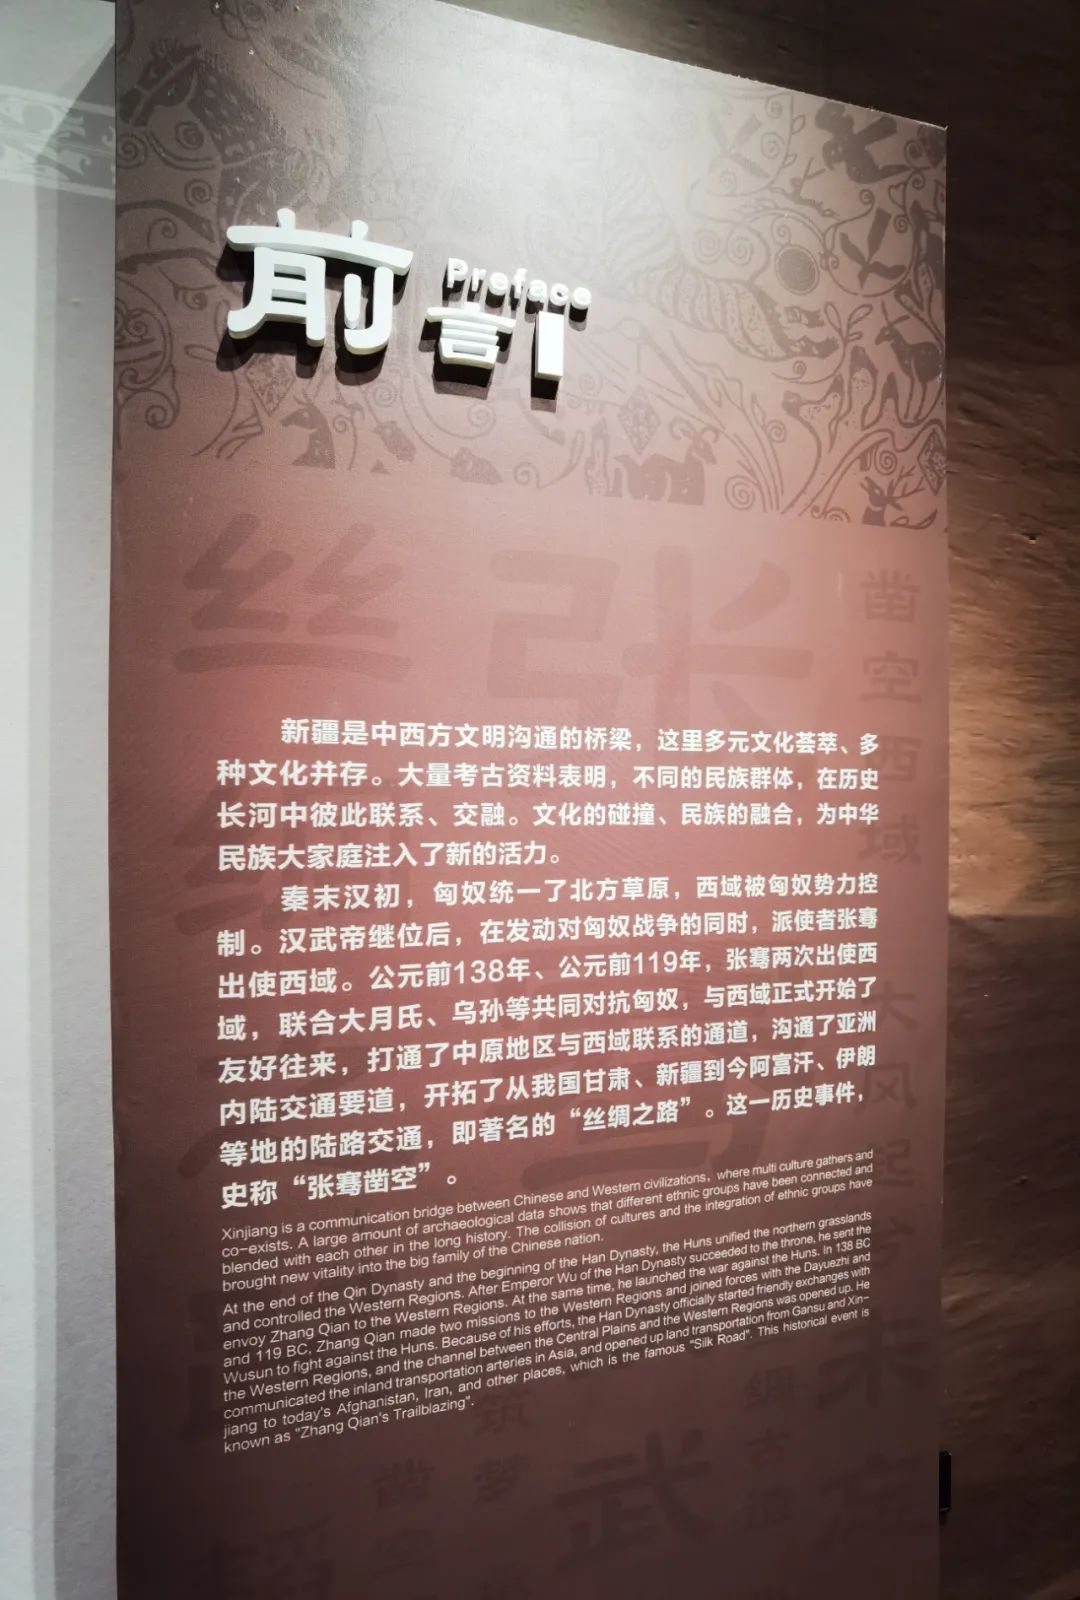 前言
Preface
新疆是中西方文明沟通的桥梁，这里多元文化荟萃、多
种文化并存。大量考古资料表明，不同的民族群体，在历史
长河中彼此联系、交融。文化的碰撞、民族的融合，为中华
民族大家庭注入了新的活力。
秦末汉初，匈奴统一了北方草原，西域被匈奴势力控
制。汉武帝继位后，在发动对匈奴战争的同时，派使者张骞
出使西域。公元前138年、公元前119年，张骞两次出使西
域，联合大月氏、乌孙等共同对抗匈奴，与西域正式开始了
友好往来，打通了中原地区与西域联系的通道，沟通了亚洲
内陆交通要道，开拓了从我国甘肃、新疆到今阿富汗、伊朗
等地的陆路交通，即著名的“丝绸之路”。这一历史事件，
史称“张骞凿空”。
Xinjiang is a communication bridge between Chinese and Western civilizations, where multi culture gathers and
co-exists. A large amount of archaeological data shows that different ethnic groups have been connected and
blended with each other in the long history. The collision of cultures and the integration of ethnic groups have
brought new vitality into the big family of the Chinese nation.
At the end of the Qin Dynasty and the beginning of the Han Dynasty, the Huns unified the northern grasslands
and controlled the Western Regions. After Emperor Wu of the Han Dynasty succeeded to the throne, he sent the
envoy Zhang Qian to the Western Regions. At the same time, he launched the war against the Huns. In 138 BC
and 119 BC, Zhang Qian made two missions to the Western Regions and joined forces with the Dayuezhi and
Wusun to fight against the Huns. Because of his efforts, the Han Dynasty officially started friendly exchanges with
the Western Regions, and the channel between the Central Plains and the Western Regions was opened up. He
communicated the inland transportation arteries in Asia, and opened up land transportation from Gansu and Xin-
jiang to today's Afghanistan, Iran, and other places, which is the famous "Silk Road". This historical event is
known as "Zhang Qian's Trailblazing".
丝
张
凿空西域
大风起
武
凿空
梦